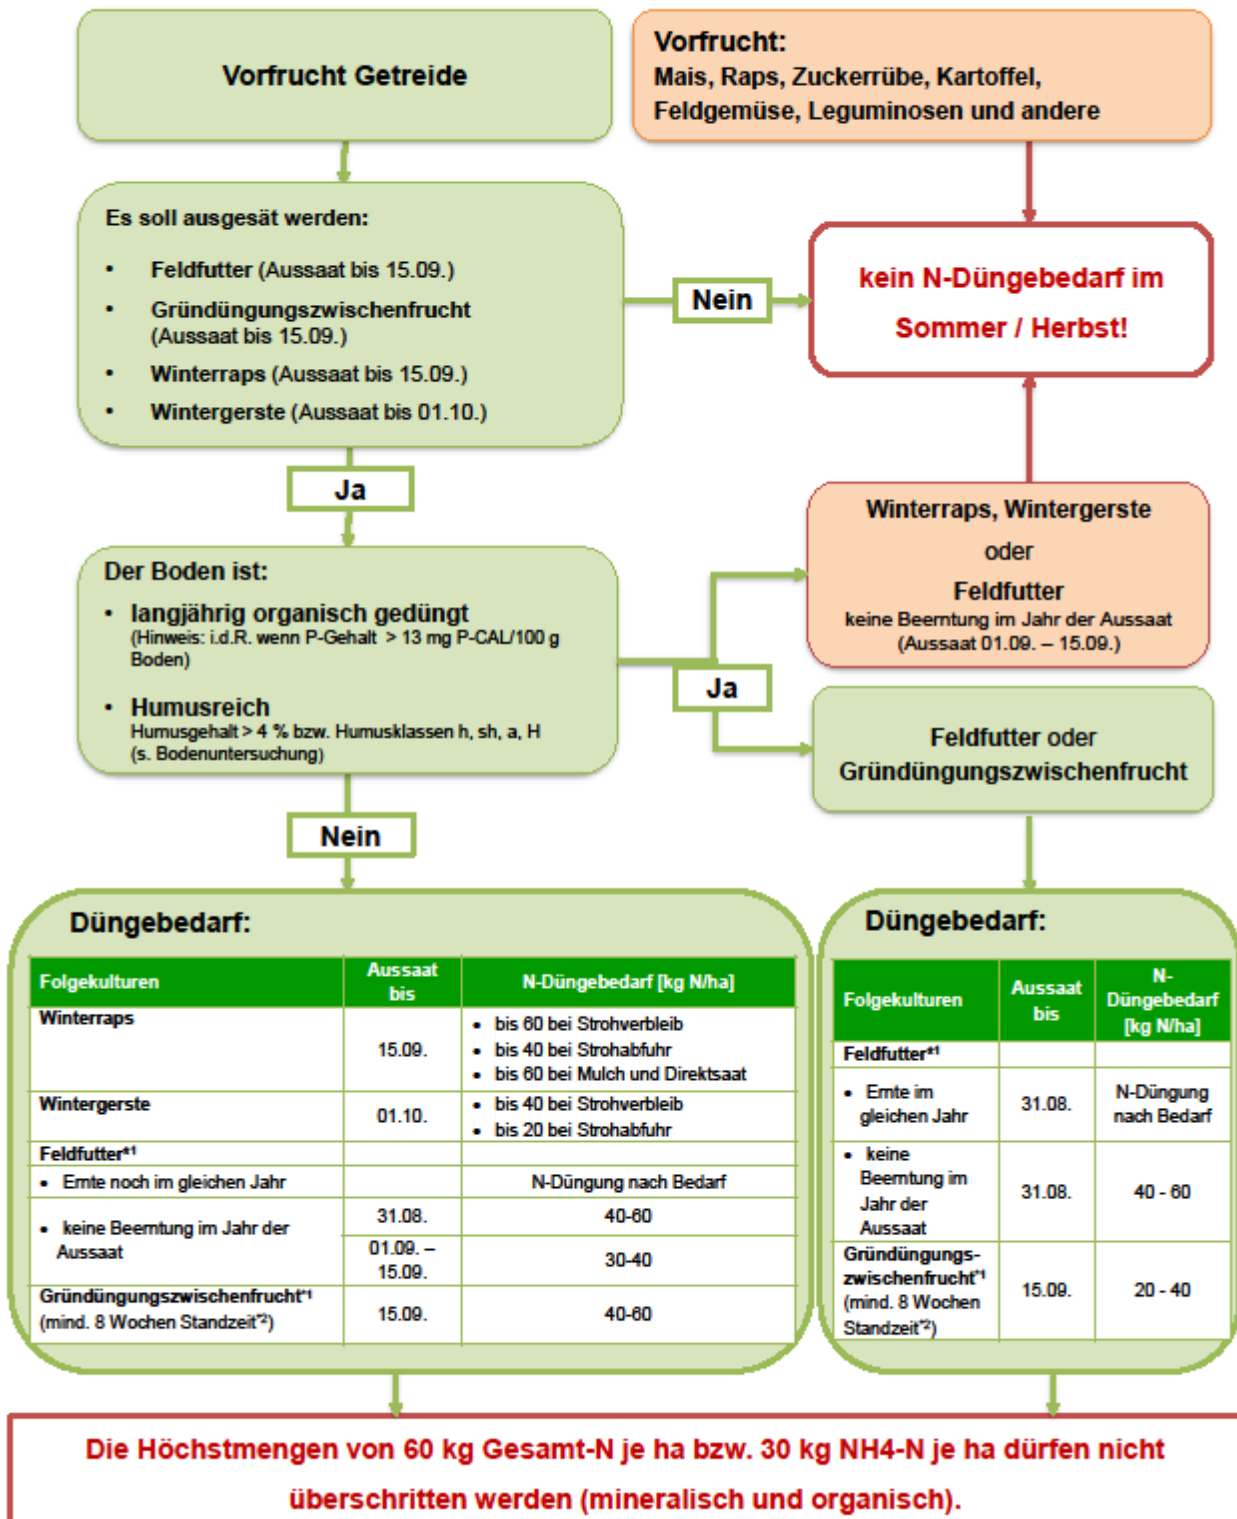 Vorfrucht Getreide
Vorfrucht:
Mais, Raps, Zuckerrübe, Kartoffel,
Feldgemüse, Leguminosen und andere
Es soll ausgesät werden:
• Feldfutter (Aussaat bis 15.09.)
• Gründüngungszwischenfrucht
(Aussaat bis 15.09.)
• Winterraps (Aussaat bis 15.09.)
• Wintergerste (Aussaat bis 01.10.)
Nein
kein N-Düngebedarf im
Sommer / Herbst!
Ja
Der Boden ist:
• langjährig organisch gedüngt
(Hinweis: i.d.R. wenn P-Gehalt > 13 mg P-CAL/100 g
Boden)
• Humusreich
Humusgehalt > 4 % bzw. Humusklassen h, sh, a, H
(s. Bodenuntersuchung)
Ja
Winterraps, Wintergerste
oder
Feldfutter
keine Beerntung im Jahr der Aussaat
(Aussaat 01.09. – 15.09.)
Feldfutter oder
Gründüngungszwischenfrucht
Nein
Düngebedarf:
Folgekulturen Aussaat bis N-Düngebedarf [kg N/ha]
Winterraps 15.09.
• bis 60 bei Strohverbleib
• bis 40 bei Strohabfuhr
• bis 60 bei Mulch und Direktsaat
Wintergerste 01.10.
• bis 40 bei Strohverbleib
• bis 20 bei Strohabfuhr
Feldfutter*1
• Ernte noch im gleichen Jahr N-Düngung nach Bedarf
• keine Beerntung im Jahr der
Aussaat
31.08. 40-60
01.09. –
15.09.
30-40
Gründüngungszwischenfrucht*1
(mind. 8 Wochen Standzeit*2)
15.09. 40-60
Düngebedarf:
Folgekulturen
Aussaat
bis
N-
Düngebedarf
[kg N/ha]
Feldfutter*1
• Ernte im
gleichen Jahr
31.08.
N-Düngung
nach Bedarf
• keine
Beerntung im
Jahr der
Aussaat
31.08.
40 - 60
Gründüngungs-
zwischenfrucht*1
(mind. 8 Wochen
Standzeit*2)
15.09.
20 - 40
Die Höchstmengen von 60 kg Gesamt-N je ha bzw. 30 kg NH4-N je ha dürfen nicht
überschritten werden (mineralisch und organisch).